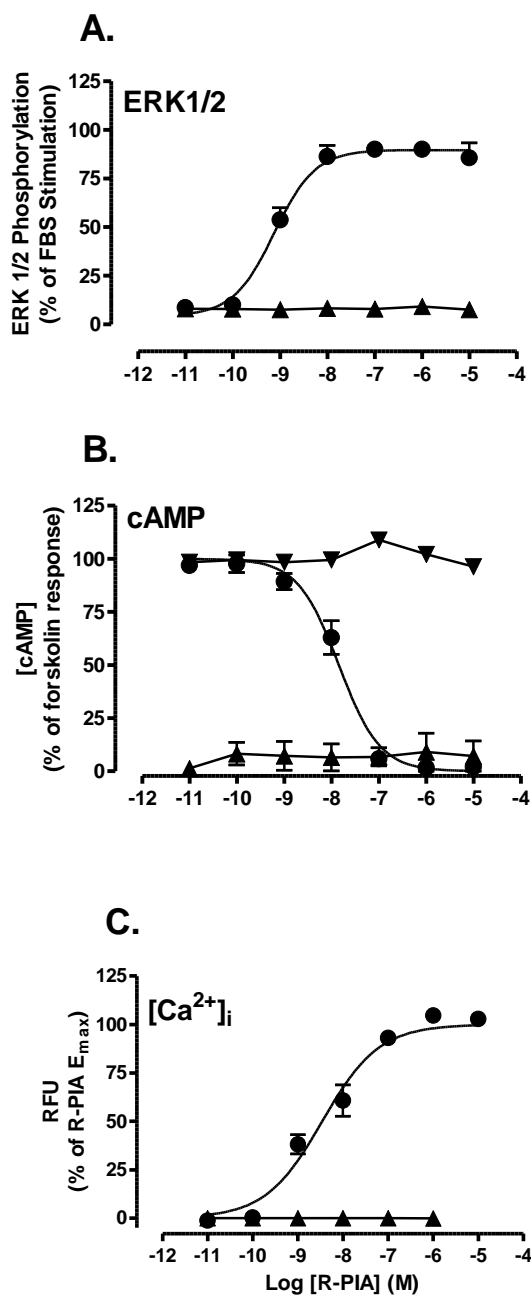 A.
ERK1/2
ERK 1/2 Phosphorylation
(% of FBS Stimulation)
125
100
75
50
25
0
-12 -11 -10 -9 -8 -7 -6 -5 -4
B.
cAMP
[cAMP]
(% of forskolin response)
125
100
75
50
25
0
-12 -11 -10 -9 -8 -7 -6 -5 -4
C.
[Ca²⁺]ᵢ
RFU
(% of R-PIA Emax)
125
100
75
50
25
0
-12 -11 -10 -9 -8 -7 -6 -5 -4
Log [R-PIA] (M)